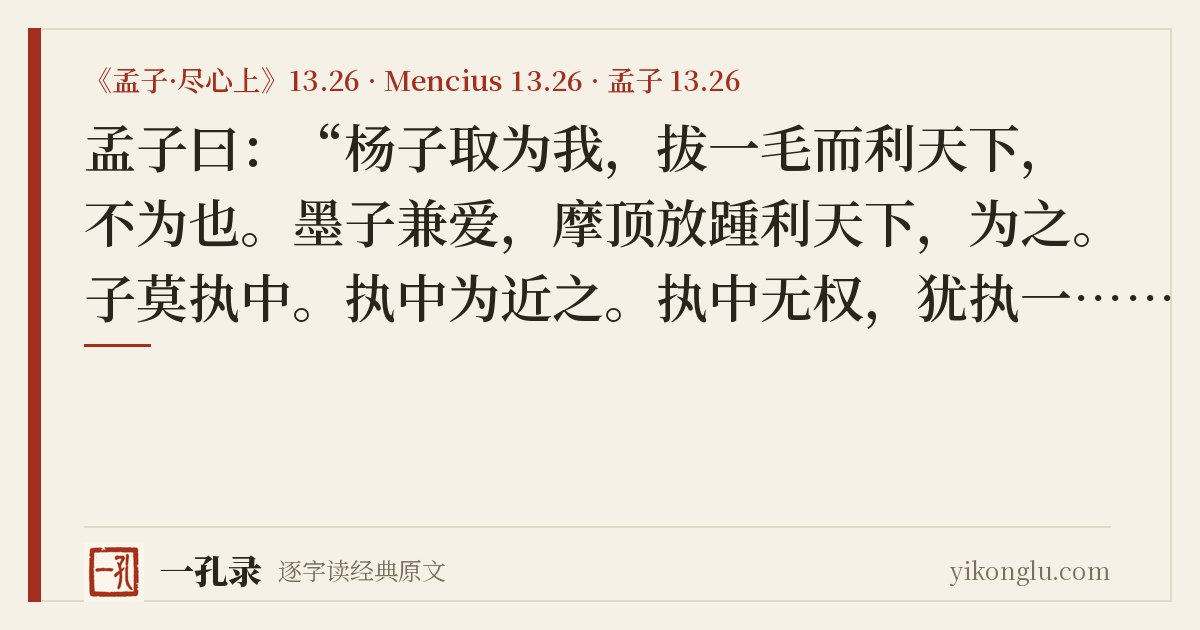 《孟子·尽心上》13.26 · Mencius 13.26 · 孟子 13.26
孟子曰：“杨子取为我，拔一毛而利天下，
不为也。墨子兼爱，摩顶放踵利天下，为之。
子莫执中。执中为近之。执中无权，犹执一……
一孔
一孔录 逐字读经典原文 yikonglu.com